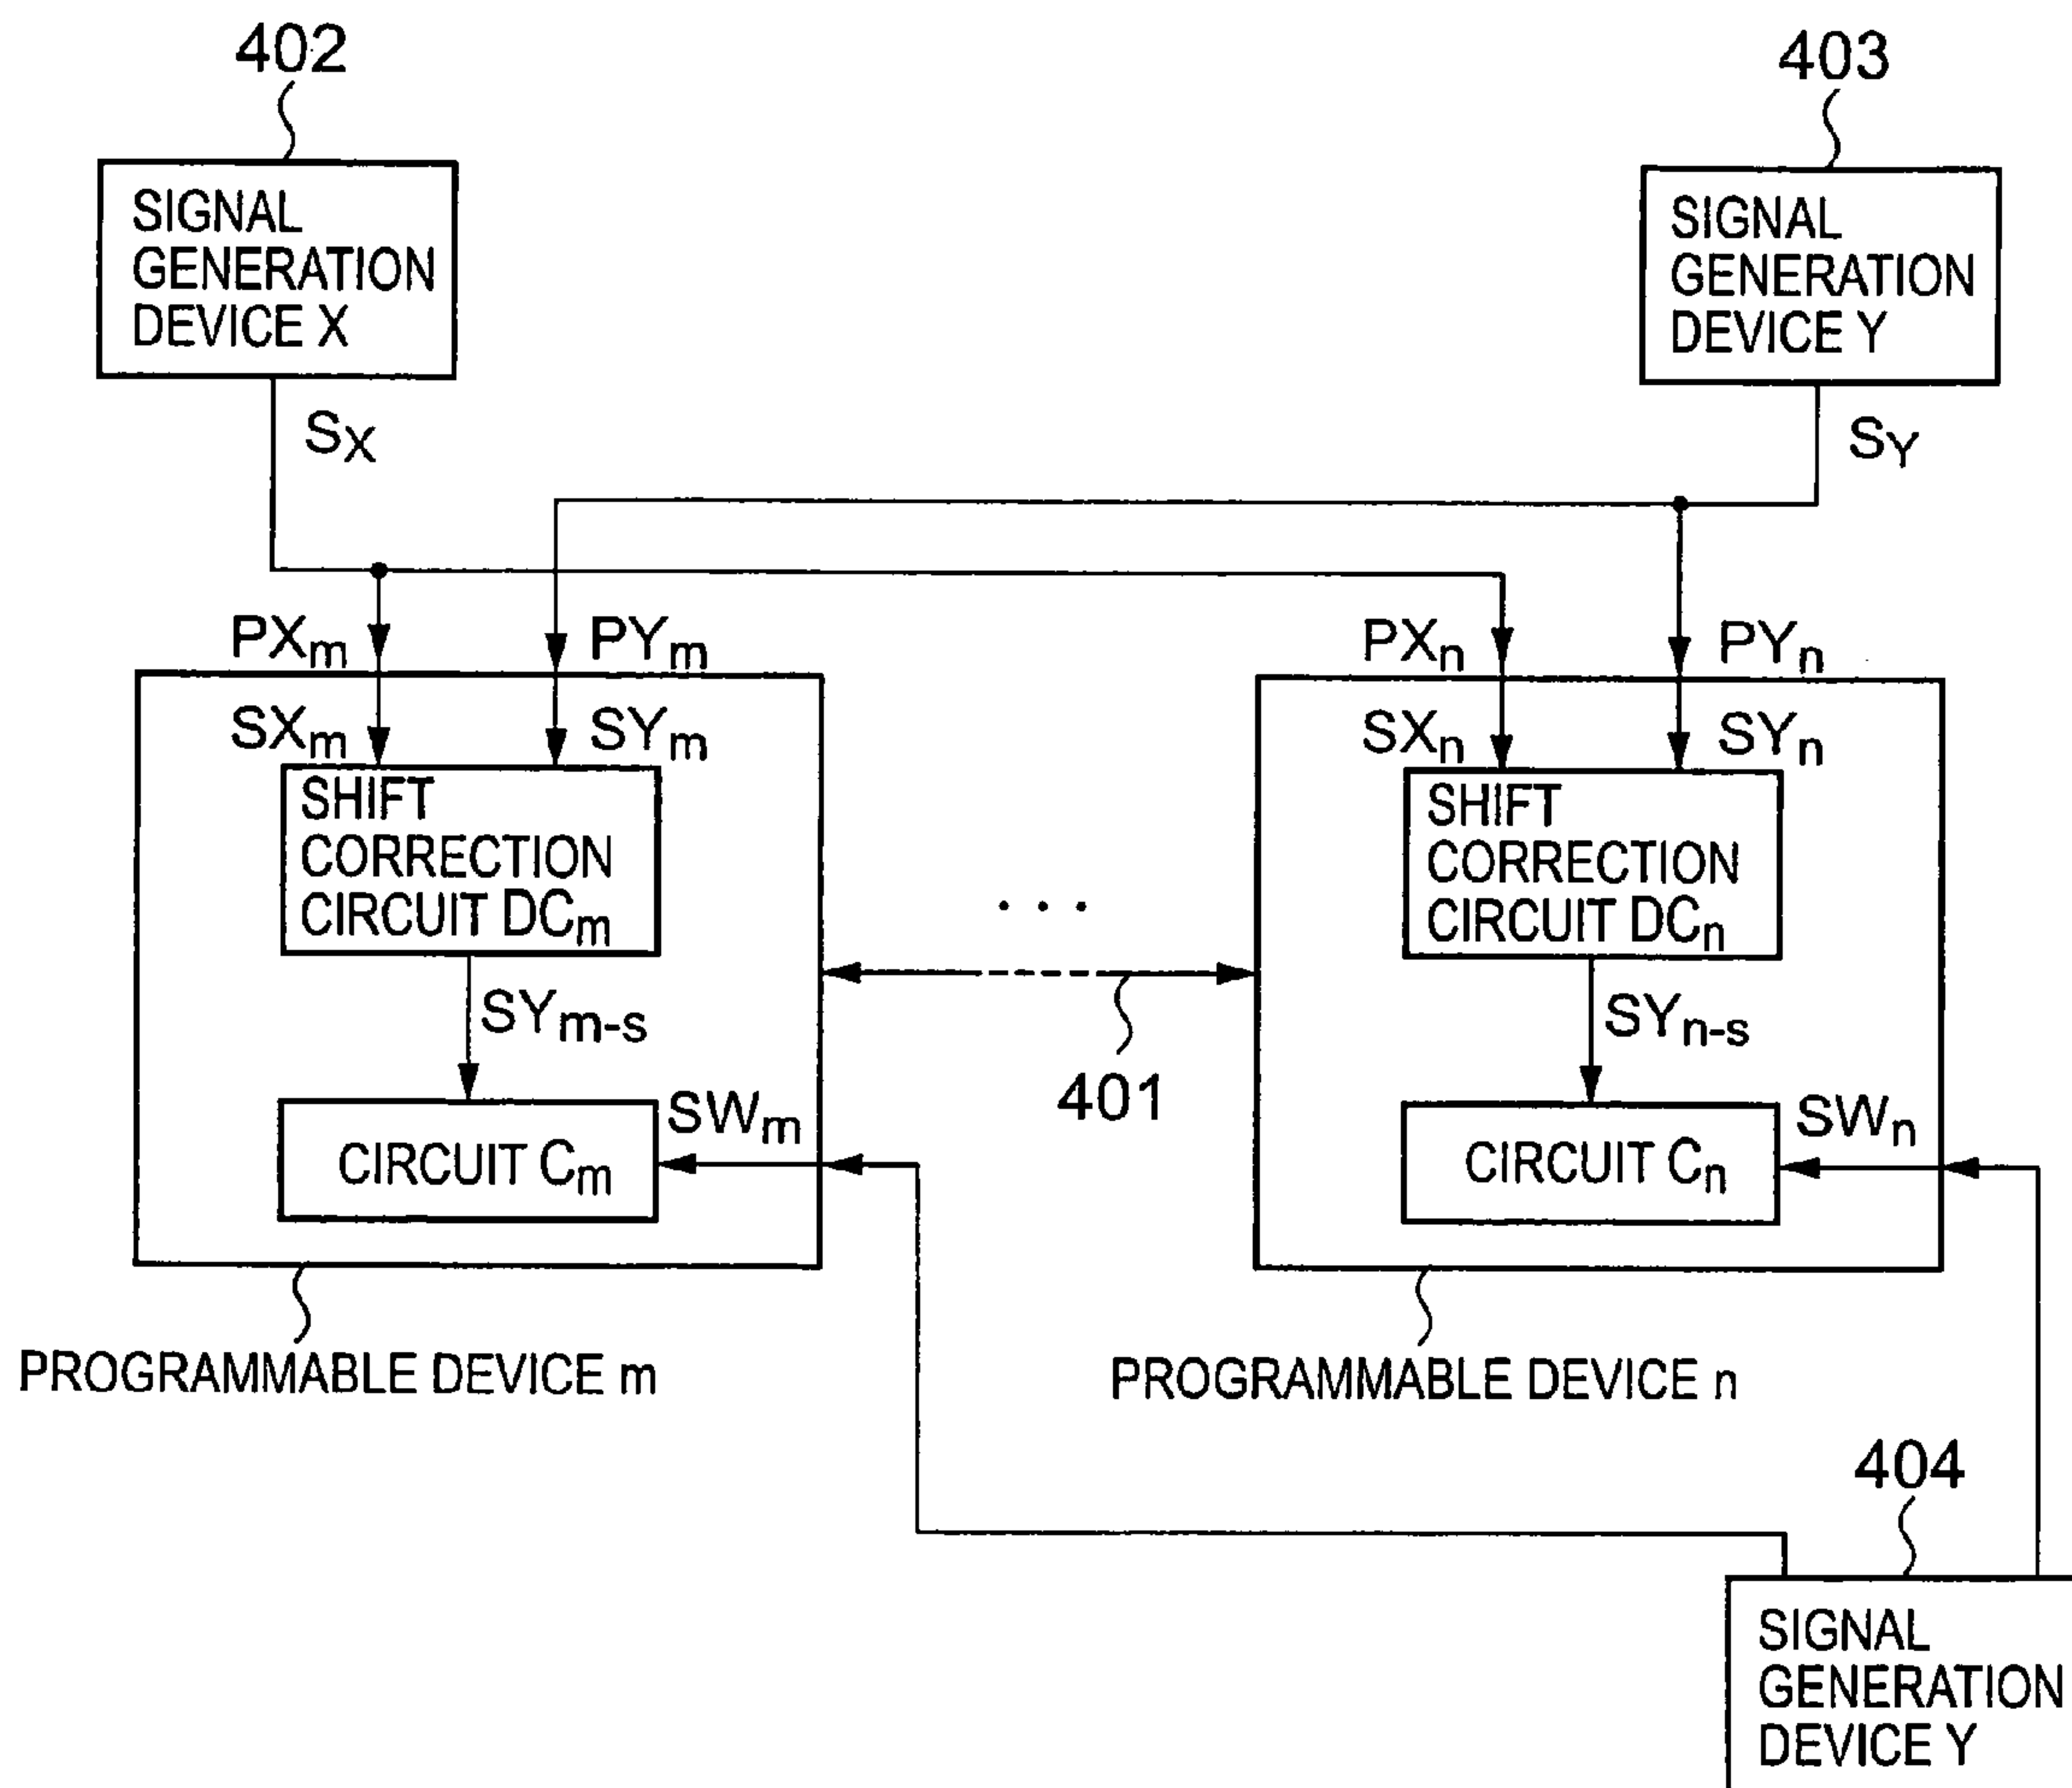 402
403
SIGNAL
GENERATION
DEVICE X
SIGNAL
GENERATION
DEVICE Y
SX
SY
PXm
PYm
PXn
PYn
SXm
SYm
SXn
SYn
SHIFT
CORRECTION
CIRCUIT DCm
SHIFT
CORRECTION
CIRCUIT DCn
. . .
SYm-s
SYn-s
401
SWm
SWn
CIRCUIT Cm
CIRCUIT Cn
PROGRAMMABLE DEVICE m
PROGRAMMABLE DEVICE n
404
SIGNAL
GENERATION
DEVICE Y